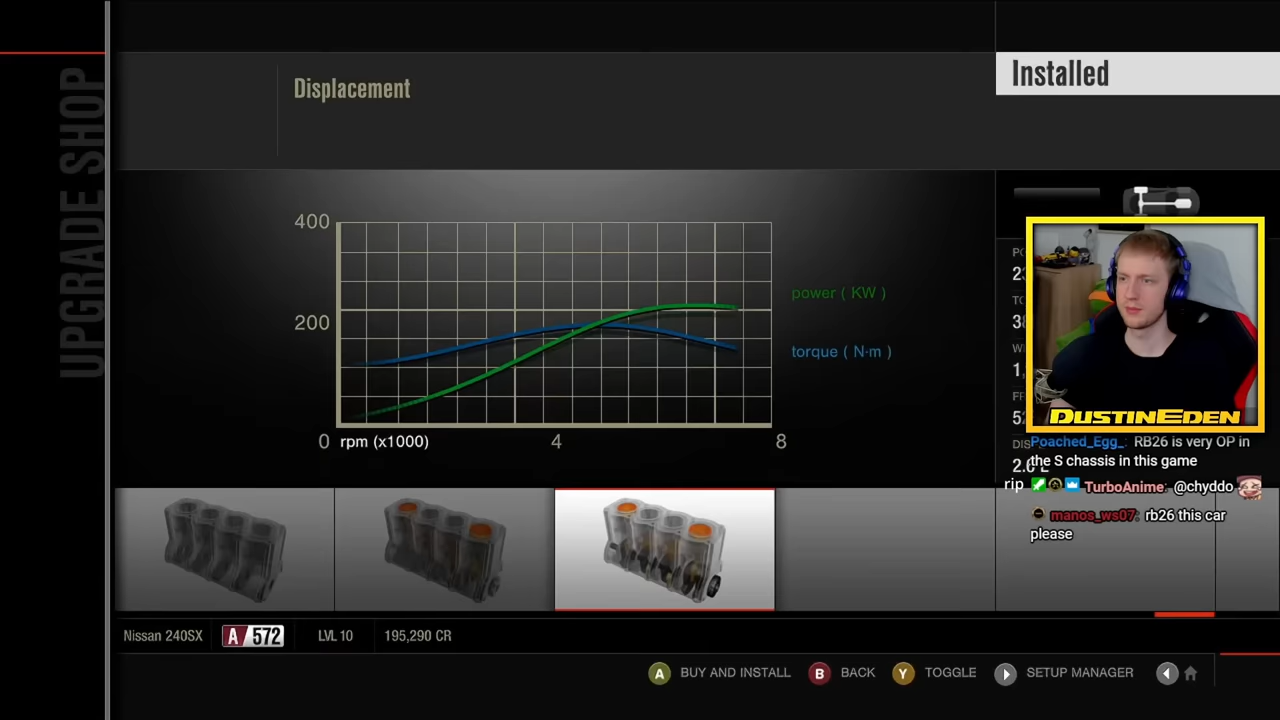 UPGRADE SHOP
Displacement
Installed
400
200
0
rpm (x1000)
4
8
power ( KW )
torque ( N·m )
DUSTINEDEN
Poached_Egg_: RB26 is very OP in
the S chassis in this game
rip
TurboAnime: @chyddo
manos_ws07: rb26 this car
please
Nissan 240SX
A 572
LVL 10
195,290 CR
A BUY AND INSTALL
B BACK
Y TOGGLE
SETUP MANAGER